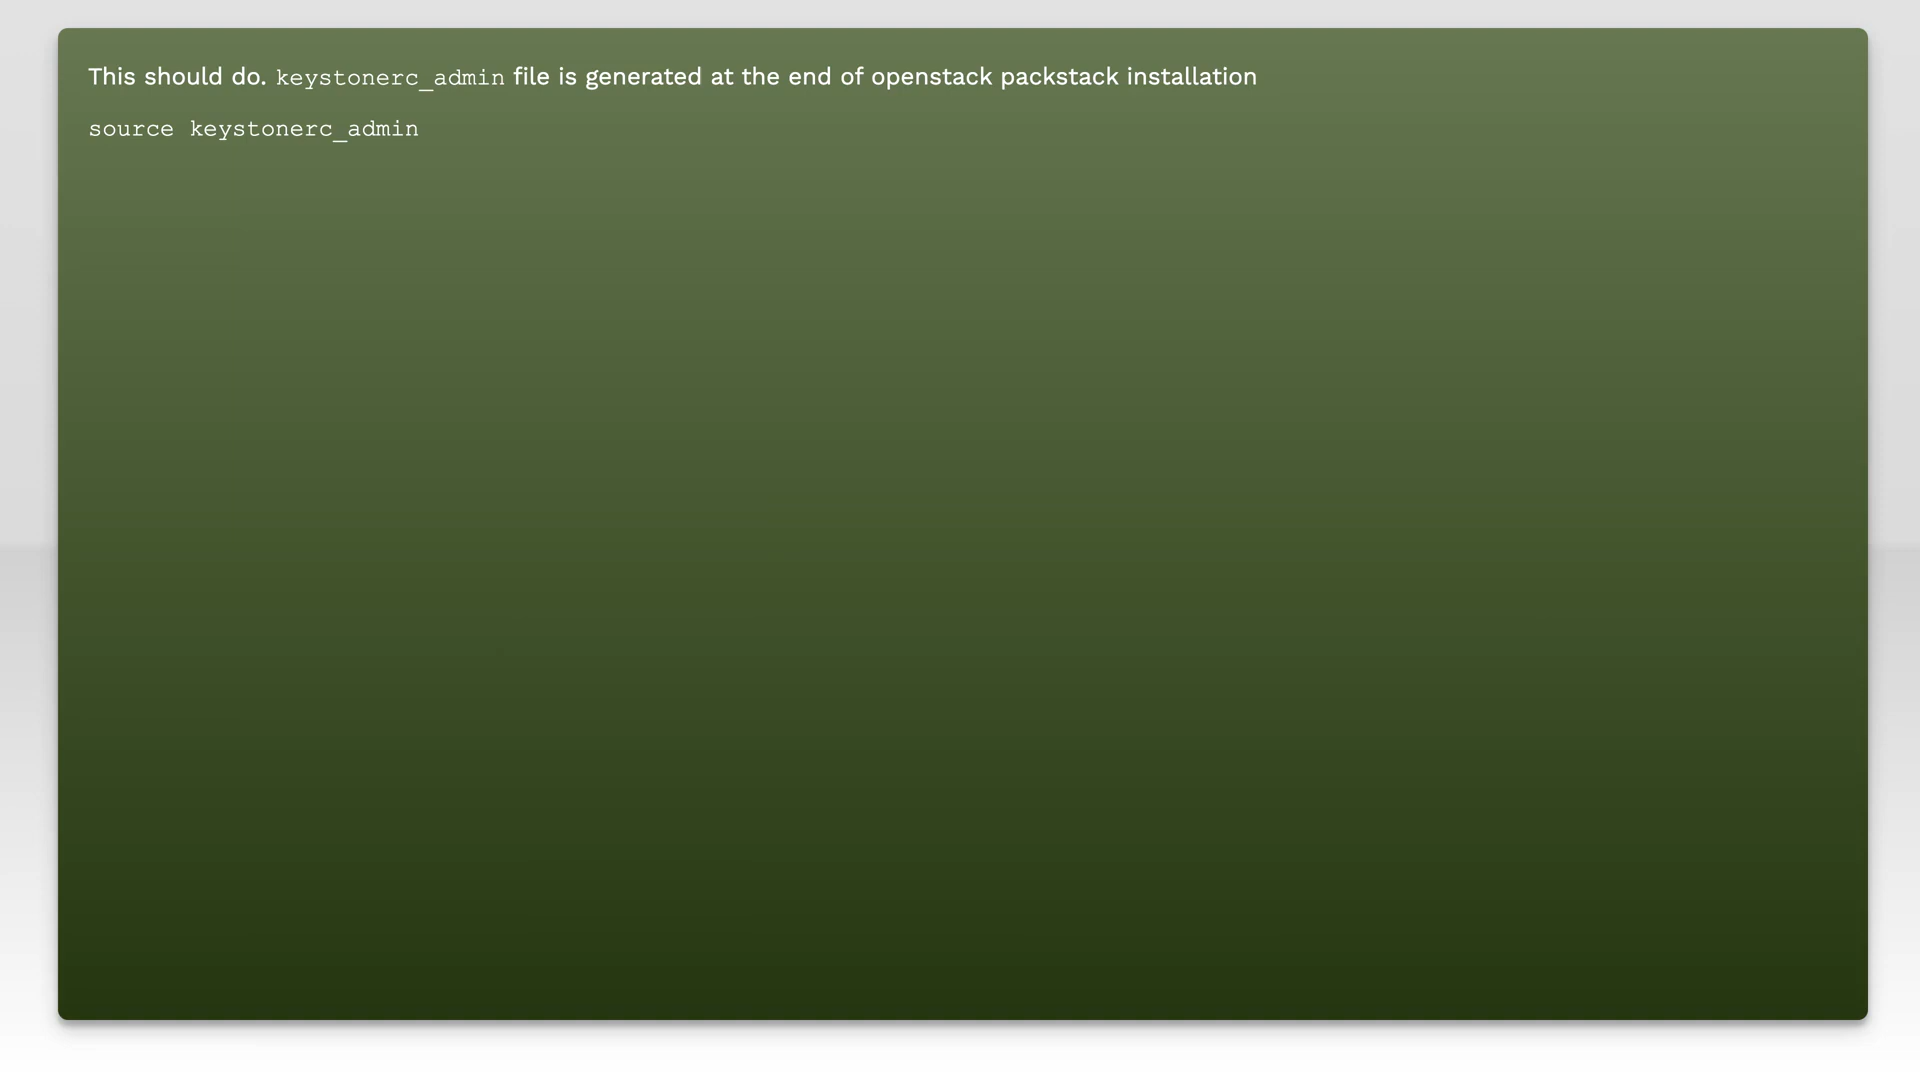 This should do. keystonerc_admin file is generated at the end of openstack packstack installation
source keystonerc_admin